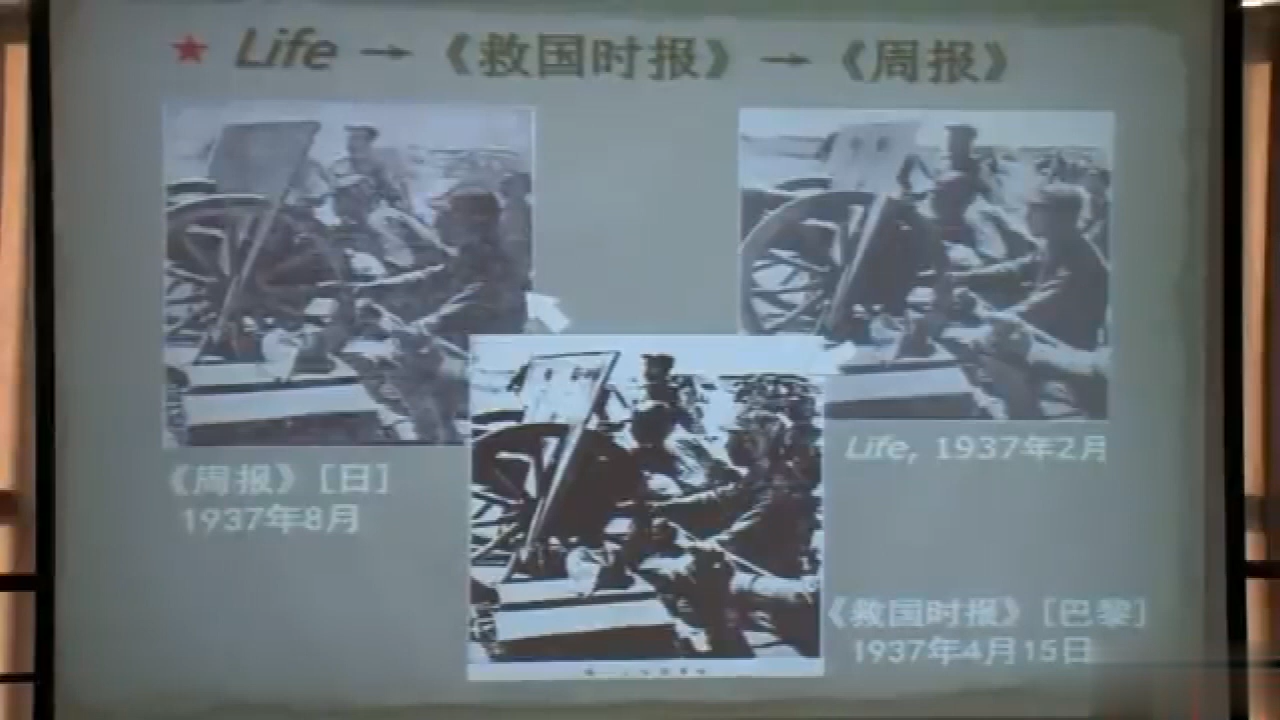 ★ Life → 《救国时报》 → 《周报》
Life, 1937年2月
《周报》[日]
1937年8月
《救国时报》[巴黎]
1937年4月15日